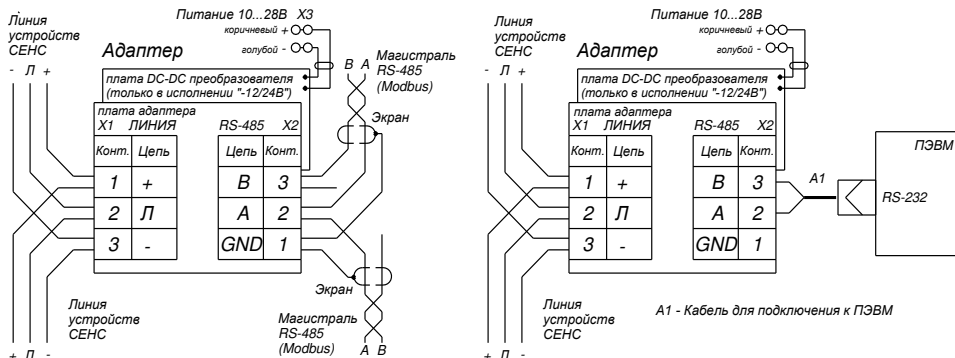 Линия
устройств
СЕНС
- Л +
Адаптер
Питание 10...28В X3
коричневый +
голубой -
плата DC-DC преобразователя
(только в исполнении "-12/24В")
плата адаптера
X1 ЛИНИЯ RS-485 X2
Конт. Цепь Цепь Конт.
1 + B 3
2 Л A 2
3 - GND 1
B A
Магистраль
RS-485
(Modbus)
Экран
Экран
Линия
устройств
СЕНС
+ Л -
Магистраль
RS-485
(Modbus)
A B
Линия
устройств
СЕНС
- Л +
Адаптер
Питание 10...28В X3
коричневый +
голубой -
плата DC-DC преобразователя
(только в исполнении "-12/24В")
плата адаптера
X1 ЛИНИЯ RS-485 X2
Конт. Цепь Цепь Конт.
1 + B 3
2 Л A 2
3 - GND 1
A1
ПЭВМ
RS-232
Линия
устройств
СЕНС
+ Л -
A1 - Кабель для подключения к ПЭВМ